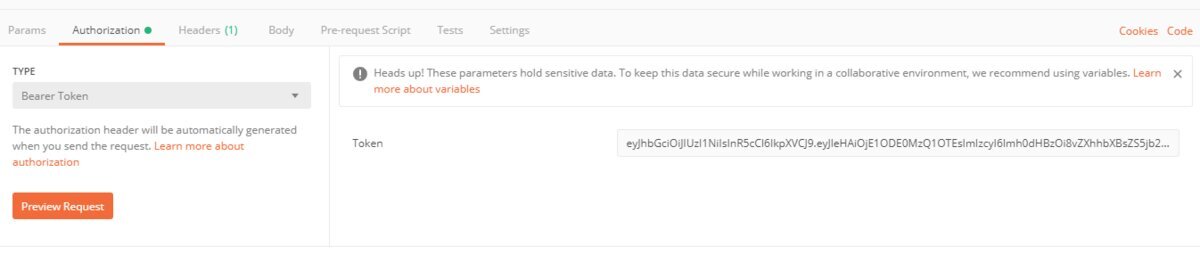 Params Authorization Headers (1) Body Pre-request Script Tests Settings Cookies Code
TYPE
Bearer Token
The authorization header will be automatically generated
when you send the request. Learn more about
authorization
Preview Request
Heads up! These parameters hold sensitive data. To keep this data secure while working in a collaborative environment, we recommend using variables. Learn
more about variables
Token
eyJhbGciOiJIUzI1NiIsInR5cCI6IkpXVCJ9.eyJleHAiOjE1ODE0MzQ1OTEsImlzcyI6Imh0dHBzOi8vZXhhbXBsZS5jb2...